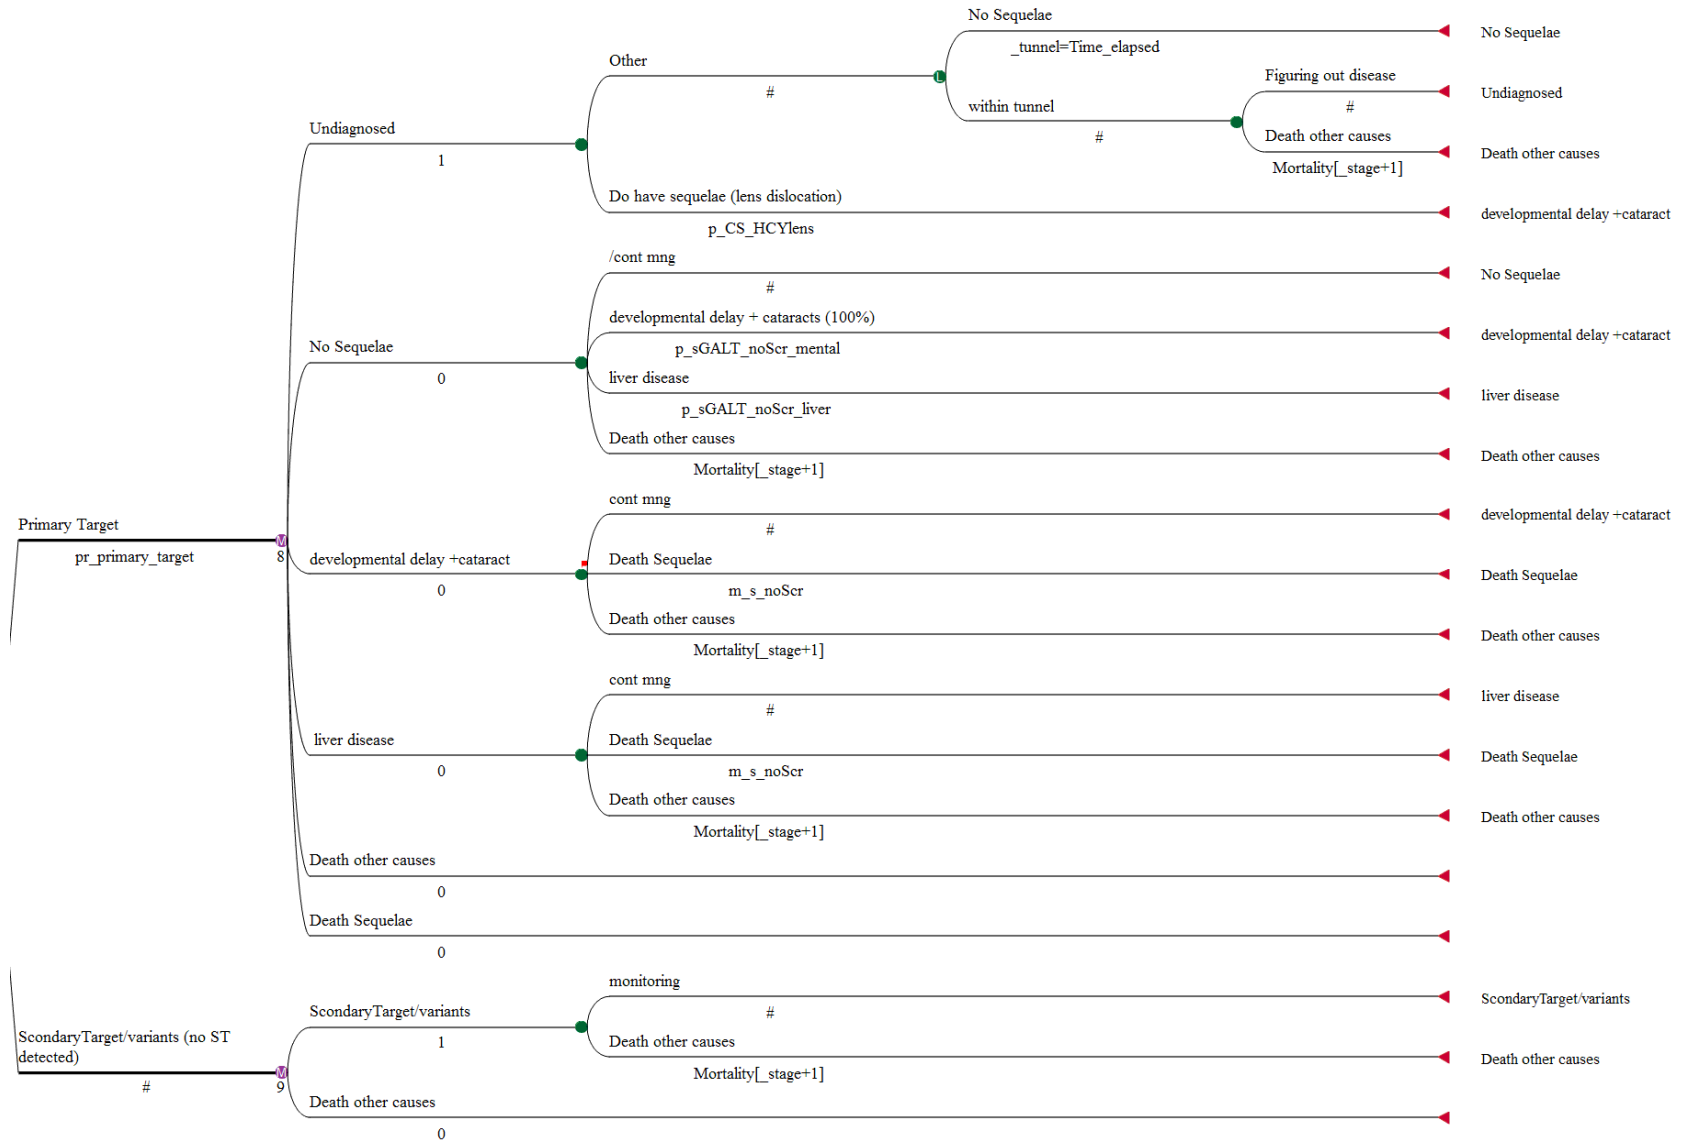 No Sequelae
No Sequelae
_tunnel=Time_elapsed
Other
#
L
Figuring out disease
Undiagnosed
#
within tunnel
#
Death other causes
Death other causes
Mortality[_stage+1]
Undiagnosed
1
Do have sequelae (lens dislocation)
developmental delay +cataract
p_CS_HCYlens
/cont mng
No Sequelae
#
developmental delay + cataracts (100%)
developmental delay +cataract
p_sGALT_noScr_mental
No Sequelae
0
liver disease
liver disease
p_sGALT_noScr_liver
Death other causes
Death other causes
Mortality[_stage+1]
cont mng
developmental delay +cataract
#
Primary Target
pr_primary_target
M
8
developmental delay +cataract
0
Death Sequelae
Death Sequelae
m_s_noScr
Death other causes
Death other causes
Mortality[_stage+1]
cont mng
liver disease
#
liver disease
0
Death Sequelae
Death Sequelae
m_s_noScr
Death other causes
Death other causes
Mortality[_stage+1]
Death other causes
0
Death Sequelae
0
monitoring
ScondaryTarget/variants
#
ScondaryTarget/variants
1
ScondaryTarget/variants (no ST
detected)
#
M
9
Death other causes
Death other causes
Mortality[_stage+1]
Death other causes
0